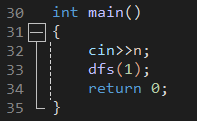 30 int main()
31 {
32 cin>>n;
33 dfs(1);
34 return 0;
35 }